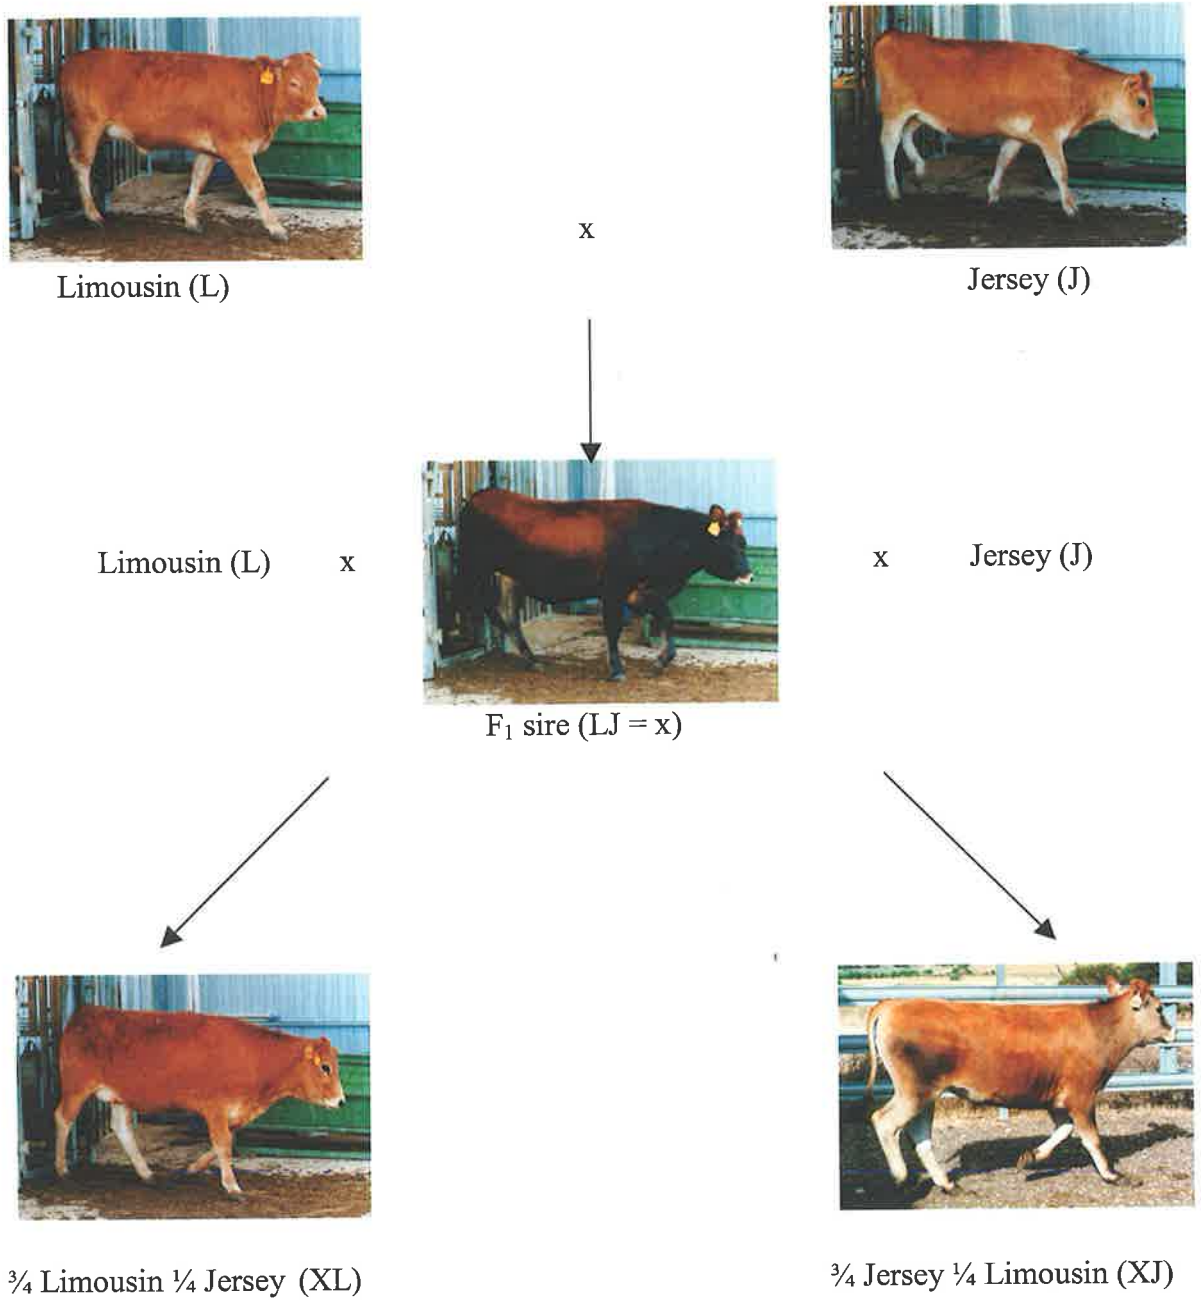 x
Limousin (L)
Jersey (J)
Limousin (L) x x Jersey (J)
F₁ sire (LJ = x)
¾ Limousin ¼ Jersey (XL)
¾ Jersey ¼ Limousin (XJ)